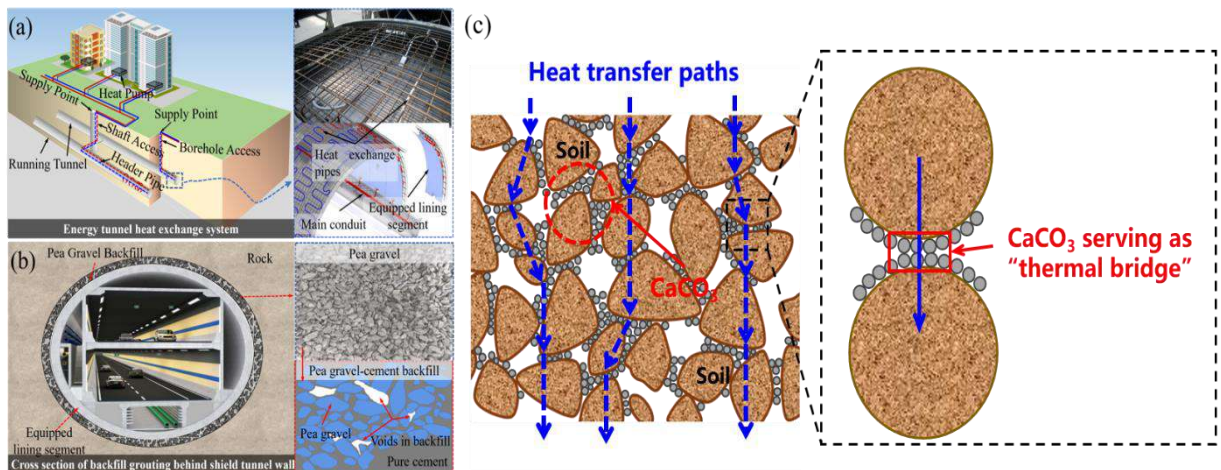 (a)
Supply Point
Heat Pump
Supply Point
Shaft Access
Borehole Access
Running Tunnel
Header Pipe
Energy tunnel heat exchange system
Heat exchange
pipes
Equipped lining
segment
Main conduit
(b)
Pea Gravel Backfill
Rock
Equipped
lining segment
Cross section of backfill grouting behind shield tunnel wall
Pea gravel
Pea gravel-cement backfill
Pea gravel
Voids in backfill
Pure cement
(c)
Heat transfer paths
Soil
CaCO₃
Soil
CaCO₃ serving as
“thermal bridge”